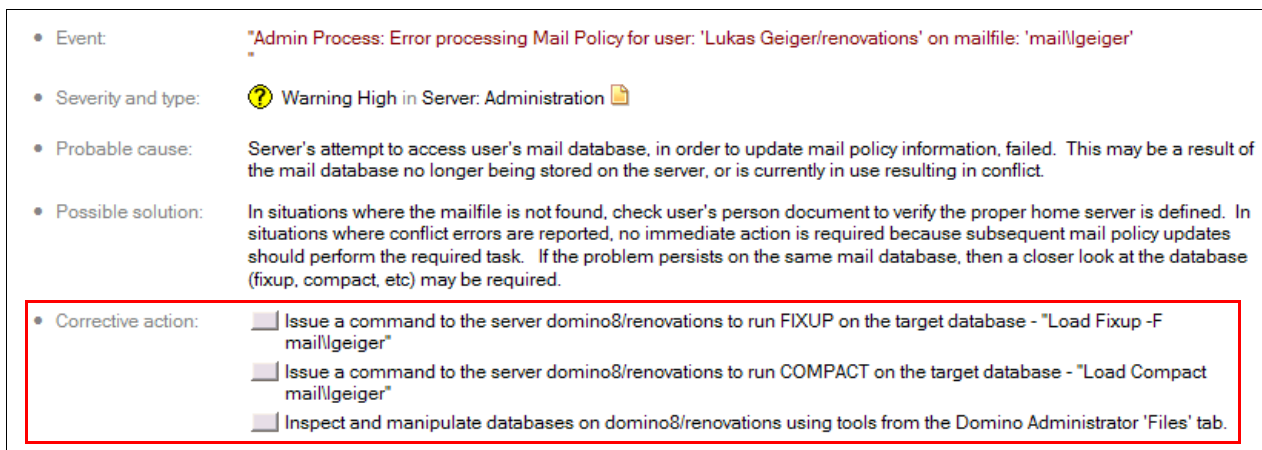 Event: "Admin Process: Error processing Mail Policy for user: 'Lukas Geiger/renovations' on mailfile: 'mail\lgeiger'
"
Severity and type: ? Warning High in Server: Administration
Probable cause: Server's attempt to access user's mail database, in order to update mail policy information, failed. This may be a result of
the mail database no longer being stored on the server, or is currently in use resulting in conflict.
Possible solution: In situations where the mailfile is not found, check user's person document to verify the proper home server is defined. In
situations where conflict errors are reported, no immediate action is required because subsequent mail policy updates
should perform the required task. If the problem persists on the same mail database, then a closer look at the database
(fixup, compact, etc) may be required.
Corrective action: Issue a command to the server domino8/renovations to run FIXUP on the target database - "Load Fixup -F
mail\lgeiger"
Issue a command to the server domino8/renovations to run COMPACT on the target database - "Load Compact
mail\lgeiger"
Inspect and manipulate databases on domino8/renovations using tools from the Domino Administrator 'Files' tab.